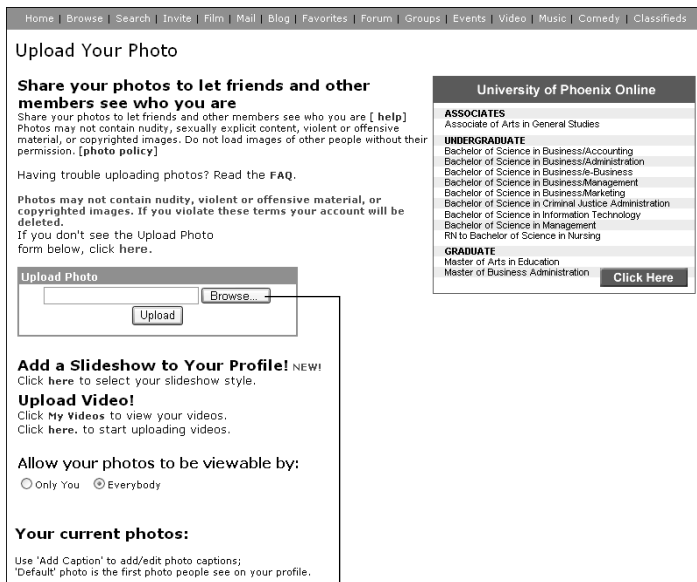 Home | Browse | Search | Invite | Film | Mail | Blog | Favorites | Forum | Groups | Events | Video | Music | Comedy | Classifieds
Upload Your Photo
Share your photos to let friends and other
members see who you are
Share your photos to let friends and other members see who you are [ help]
Photos may not contain nudity, sexually explicit content, violent or offensive
material, or copyrighted images. Do not load images of other people without their
permission. [photo policy]
Having trouble uploading photos? Read the FAQ.
Photos may not contain nudity, violent or offensive material, or
copyrighted images. If you violate these terms your account will be
deleted.
If you don't see the Upload Photo
form below, click here.
Upload Photo
Browse...
Upload
Add a Slideshow to Your Profile! NEW!
Click here to select your slideshow style.
Upload Video!
Click My Videos to view your videos.
Click here. to start uploading videos.
Allow your photos to be viewable by:
Only You Everybody
Your current photos:
Use 'Add Caption' to add/edit photo captions;
'Default' photo is the first photo people see on your profile.
University of Phoenix Online
ASSOCIATES
Associate of Arts in General Studies
UNDERGRADUATE
Bachelor of Science in Business/Accounting
Bachelor of Science in Business/Administration
Bachelor of Science in Business/e-Business
Bachelor of Science in Business/Management
Bachelor of Science in Business/Marketing
Bachelor of Science in Criminal Justice Administration
Bachelor of Science in Information Technology
Bachelor of Science in Management
RN to Bachelor of Science in Nursing
GRADUATE
Master of Arts in Education
Master of Business Administration
Click Here